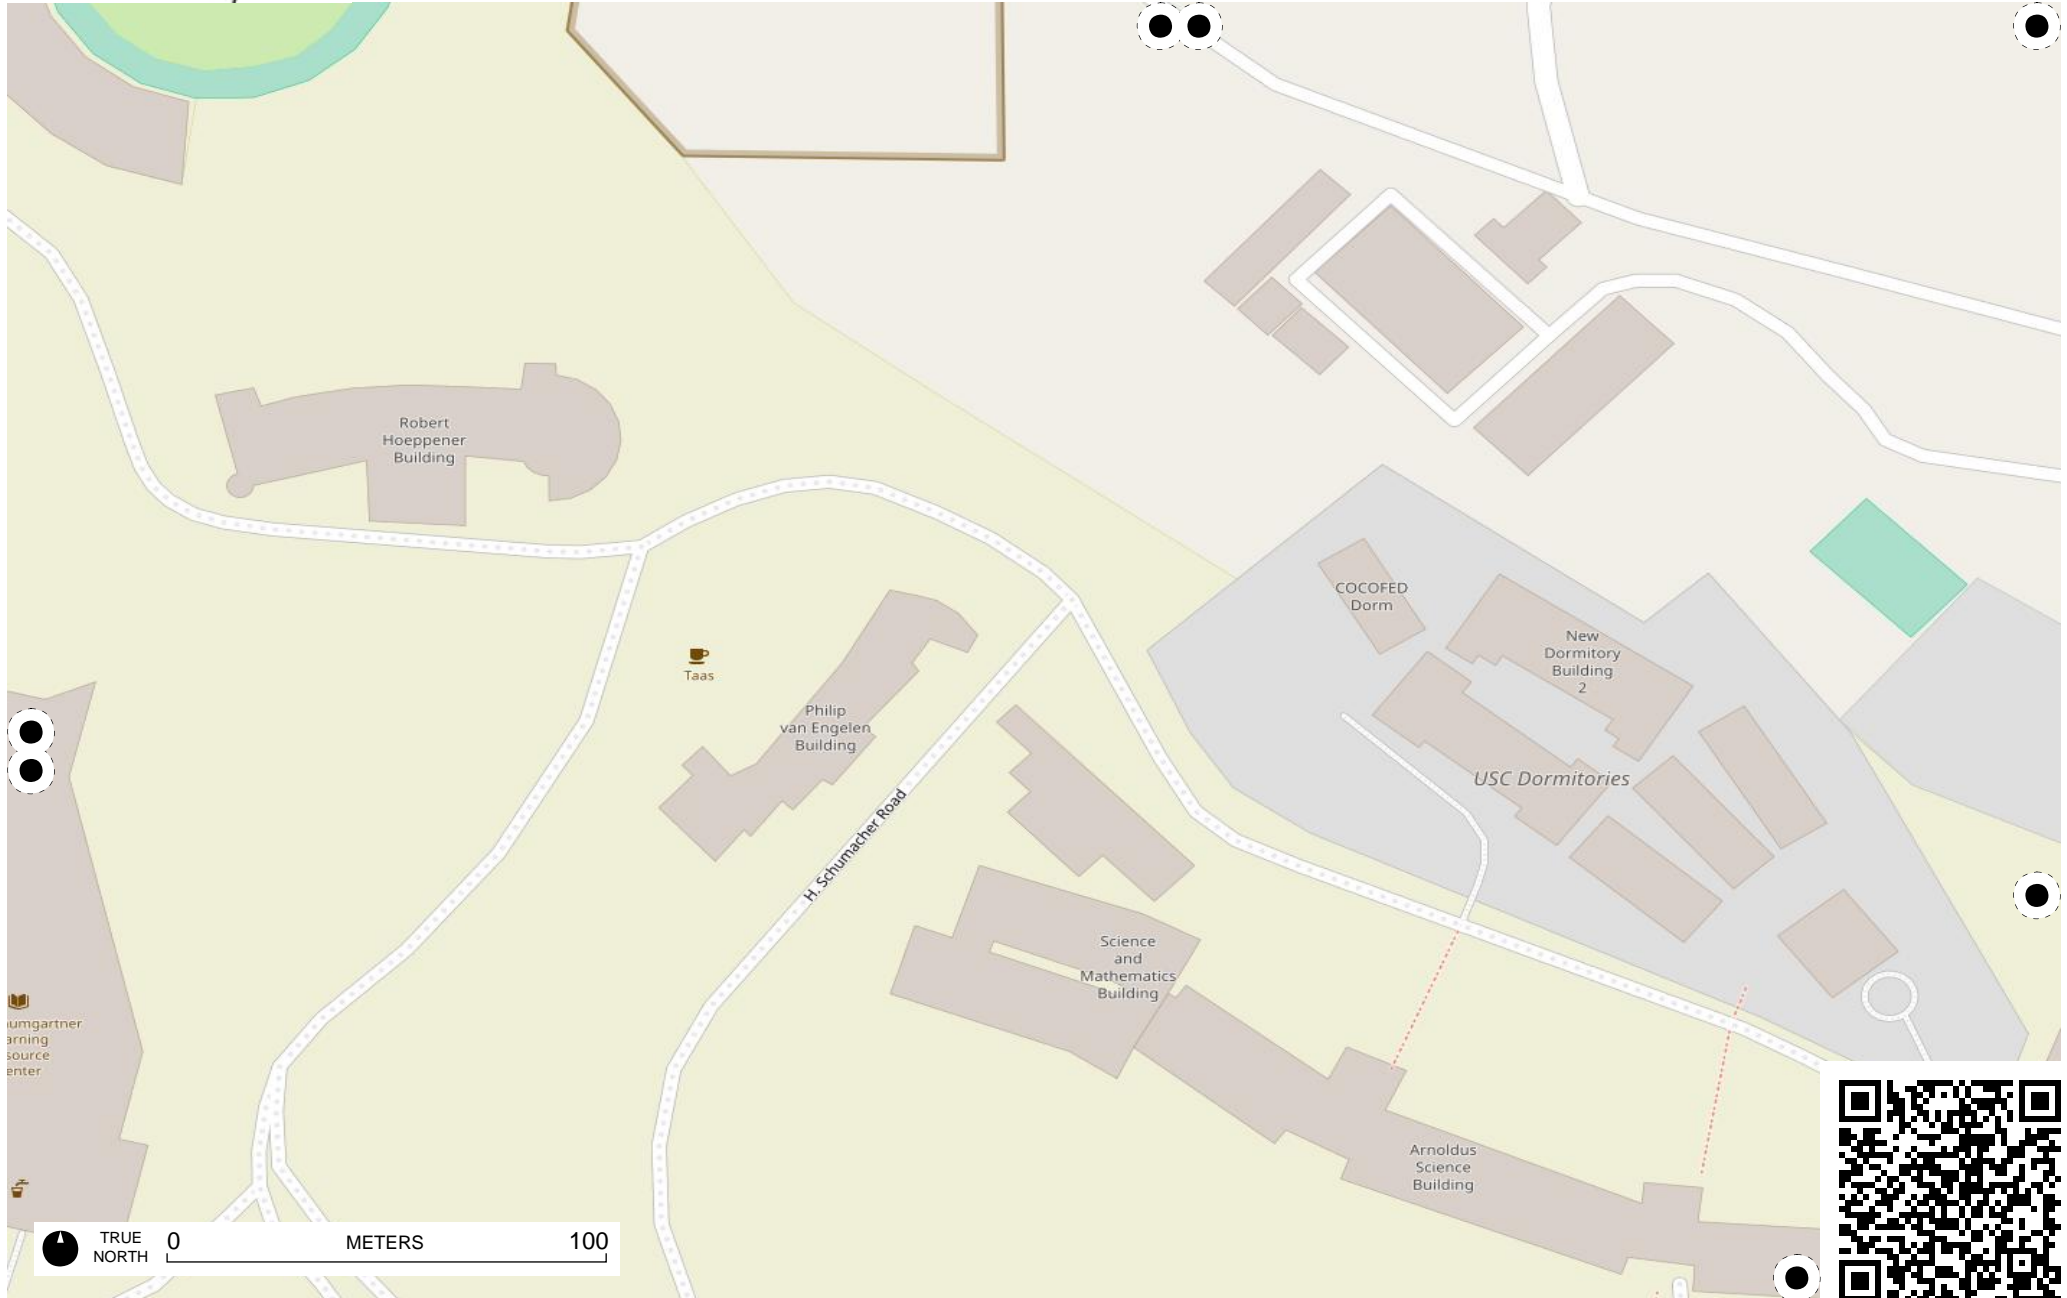 Robert
Hoeppener
Building
COCOFED
Dorm
New
Dormitory
Building
2
Taas
Philip
van Engelen
Building
USC Dormitories
H. Schumacher Road
Science
and
Mathematics
Building
umgartner
arning
source
enter
Arnoldus
Science
Building
TRUE
NORTH
0
METERS
100